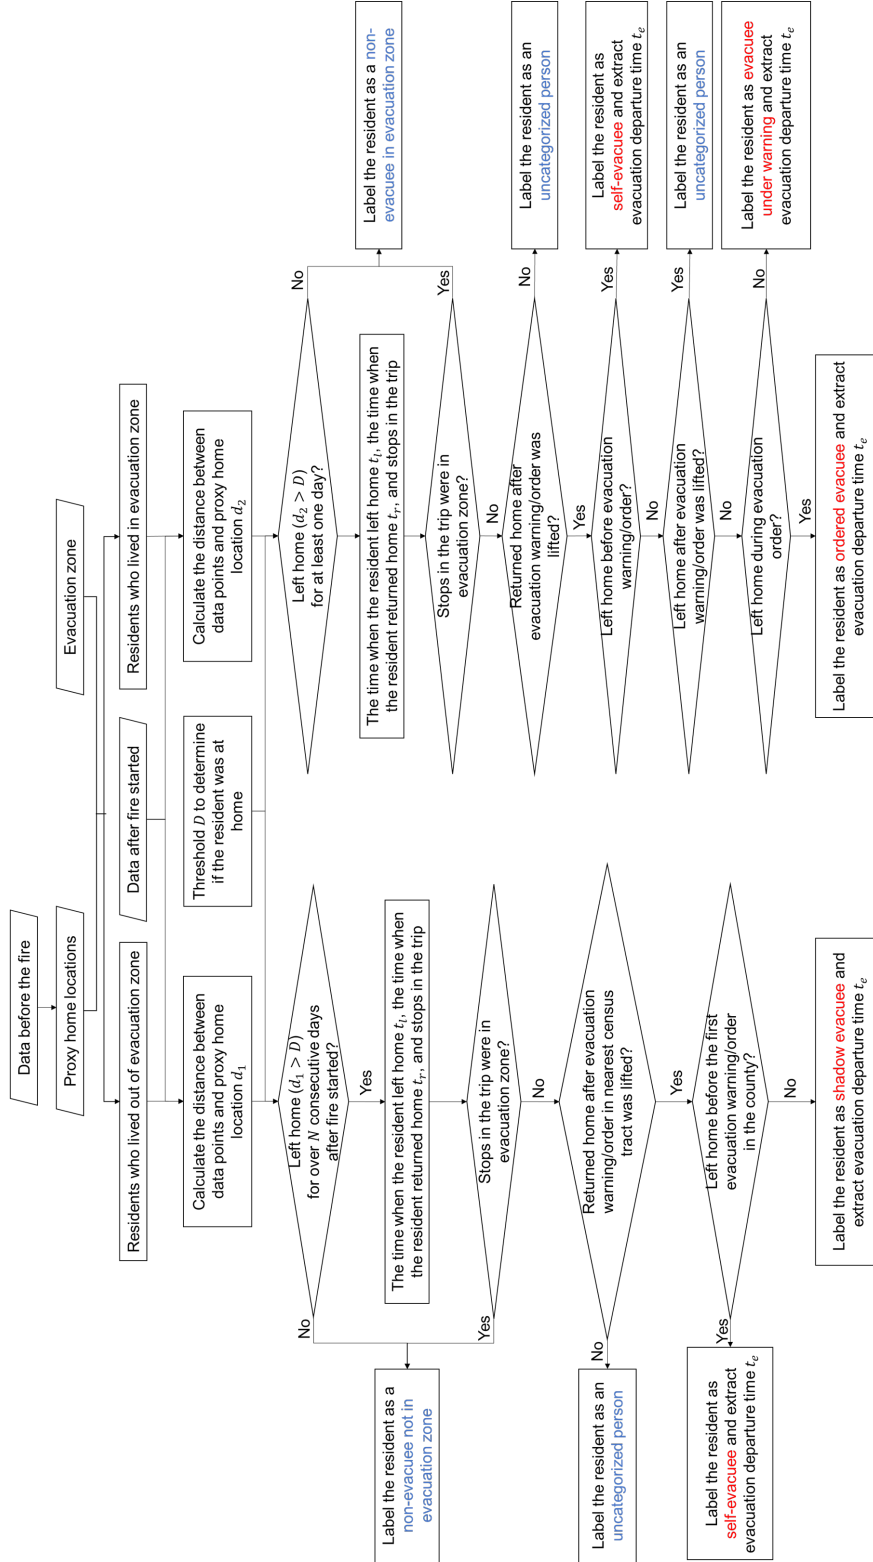 Data before the fire
Proxy home locations
Evacuation zone
Residents who lived out of evacuation zone
Data after fire started
Residents who lived in evacuation zone
Calculate the distance between
data points and proxy home
location d₁
Threshold D to determine
if the resident was at
home
Calculate the distance between
data points and proxy home
location d₂
Left home (d₁ > D)
for over N consecutive days
after fire started?
No
Yes
The time when the resident left home tₗ, the time when
the resident returned home tᵣ, and stops in the trip
Stops in the trip were in
evacuation zone?
Yes
No
Label the resident as a
non-evacuee not in
evacuation zone
Returned home after evacuation
warning/order in nearest census
tract was lifted?
No
Yes
Label the resident as an
uncategorized person
Left home before the first
evacuation warning/order
in the county?
Yes
No
Label the resident as
self-evacuee and extract
evacuation departure time tₑ
Label the resident as shadow evacuee and
extract evacuation departure time tₑ
Left home (d₂ > D)
for at least one day?
No
Yes
The time when the resident left home tₗ, the time when
the resident returned home tᵣ, and stops in the trip
Stops in the trip were in
evacuation zone?
Yes
No
Label the resident as a non-
evacuee in evacuation zone
Returned home after
evacuation warning/order was
lifted?
No
Yes
Label the resident as an
uncategorized person
Left home before evacuation
warning/order?
Yes
No
Label the resident as
self-evacuee and extract
evacuation departure time tₑ
Left home after evacuation
warning/order was lifted?
Yes
No
Label the resident as an
uncategorized person
Left home during evacuation
order?
No
Yes
Label the resident as evacuee
under warning and extract
evacuation departure time tₑ
Label the resident as ordered evacuee and extract
evacuation departure time tₑ